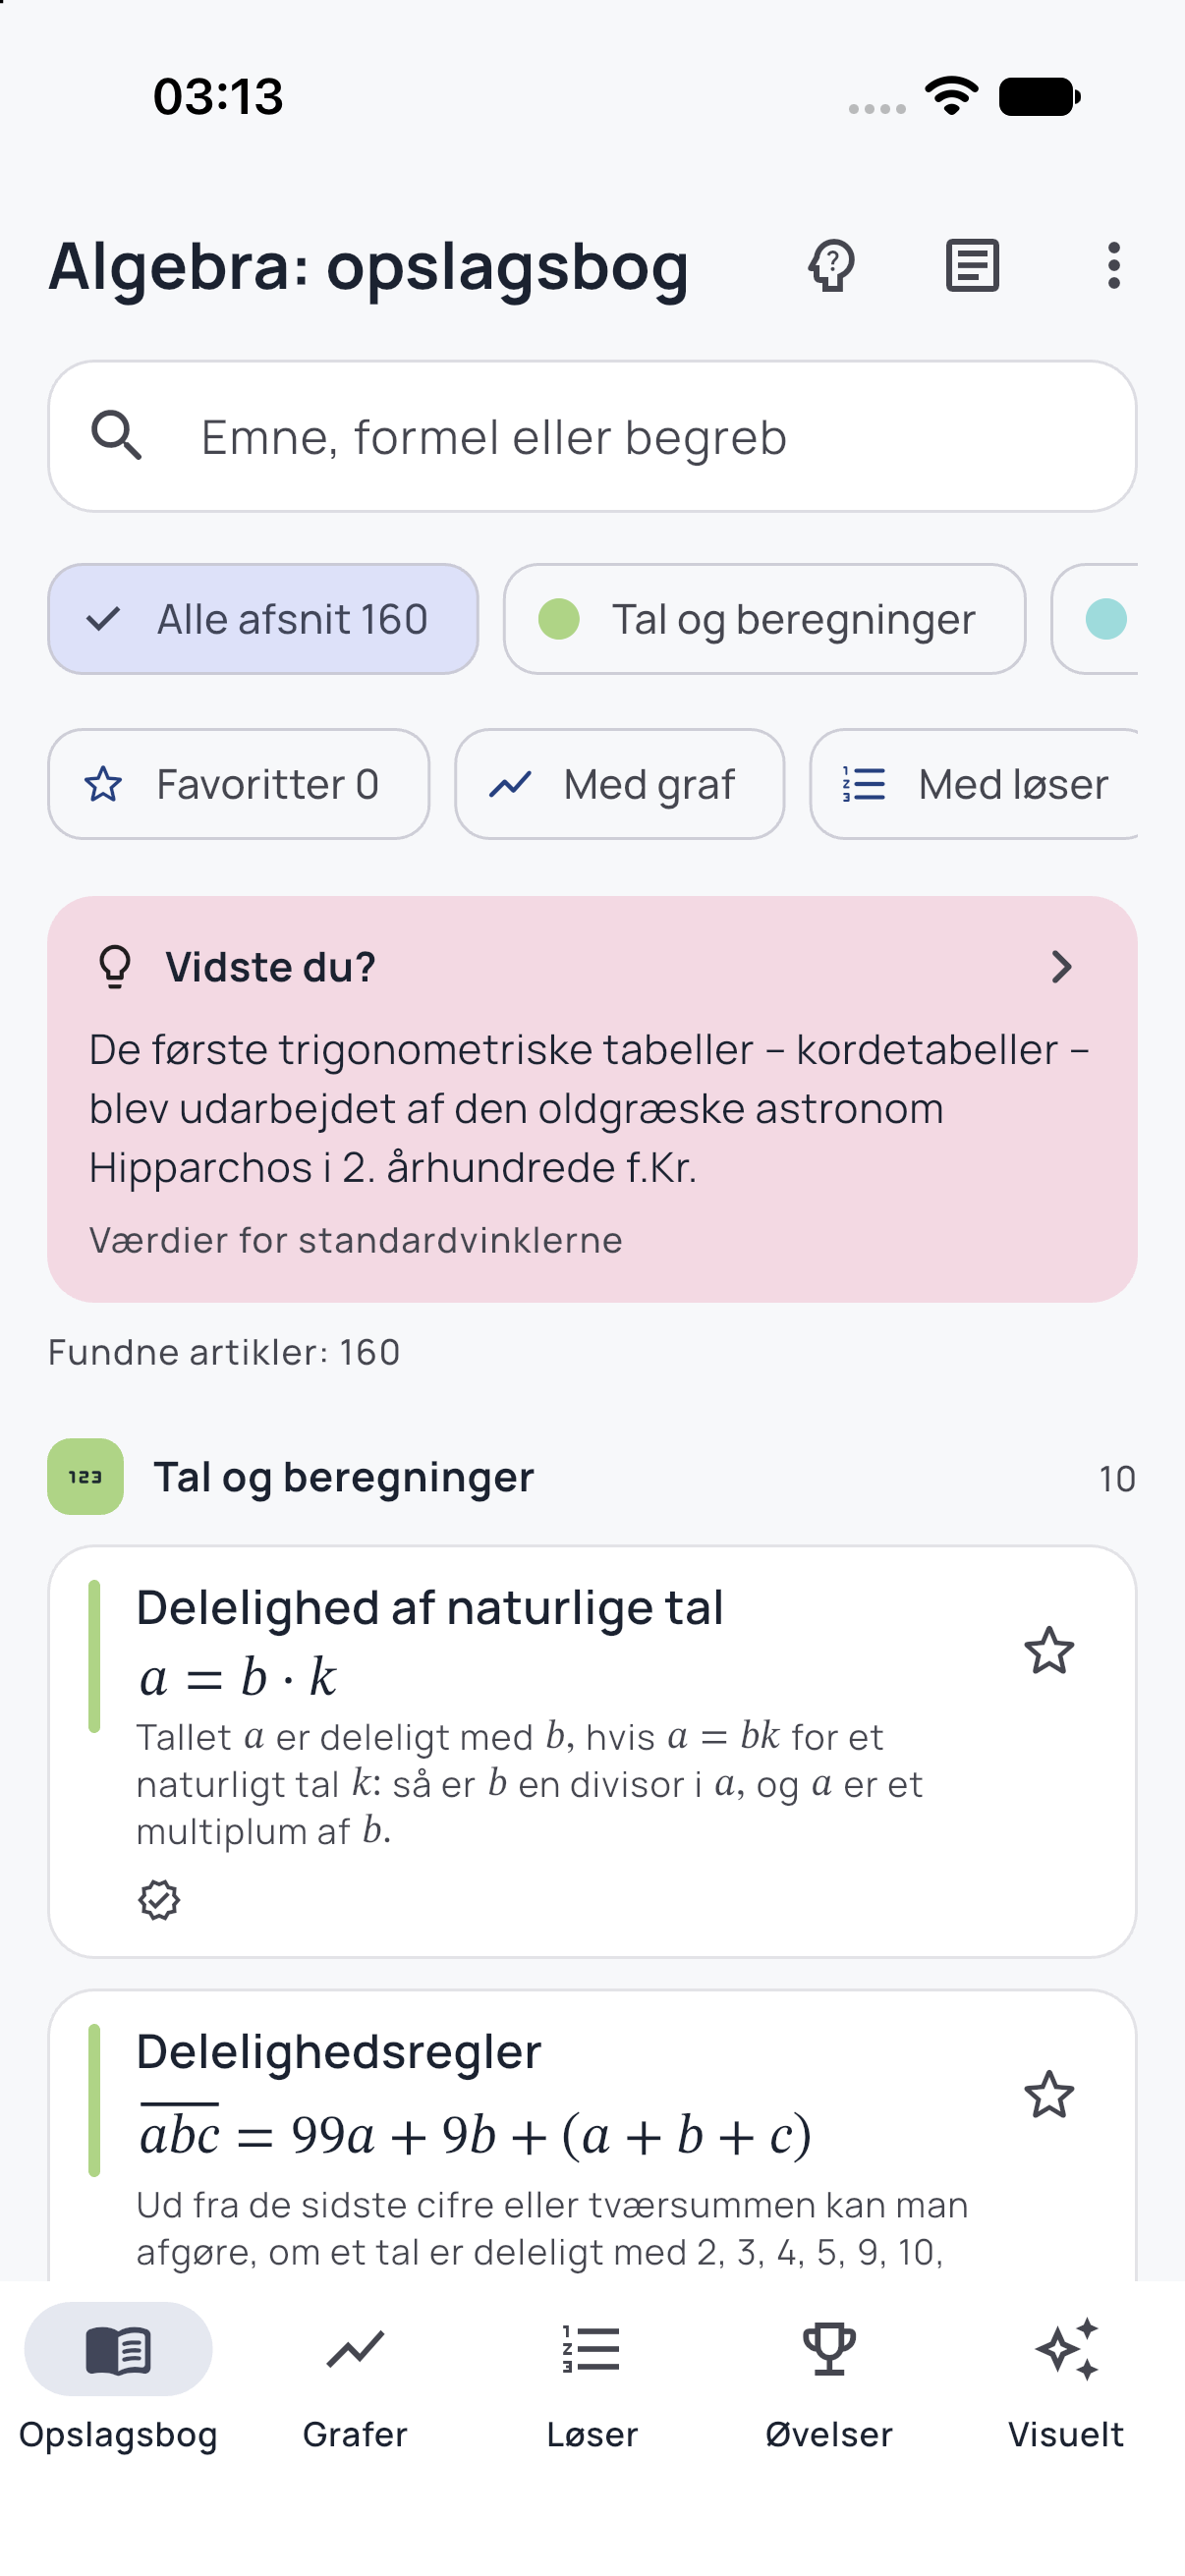 03:13
Algebra: opslagsbog
Emne, formel eller begreb
Alle afsnit 160
Tal og beregninger
Favoritter 0
Med graf
Med løser
Vidste du?
De første trigonometriske tabeller – kordetabeller –
blev udarbejdet af den oldgræske astronom
Hipparchos i 2. århundrede f.Kr.
Værdier for standardvinklerne
Fundne artikler: 160
123
Tal og beregninger
10
Delelighed af naturlige tal
a = b · k
Tallet a er deleligt med b, hvis a = bk for et
naturligt tal k: så er b en divisor i a, og a er et
multiplum af b.
Delelighedsregler
a̅b̅c̅ = 99a + 9b + (a + b + c)
Ud fra de sidste cifre eller tværsummen kan man
afgøre, om et tal er deleligt med 2, 3, 4, 5, 9, 10,
Opslagsbog
Grafer
Løser
Øvelser
Visuelt